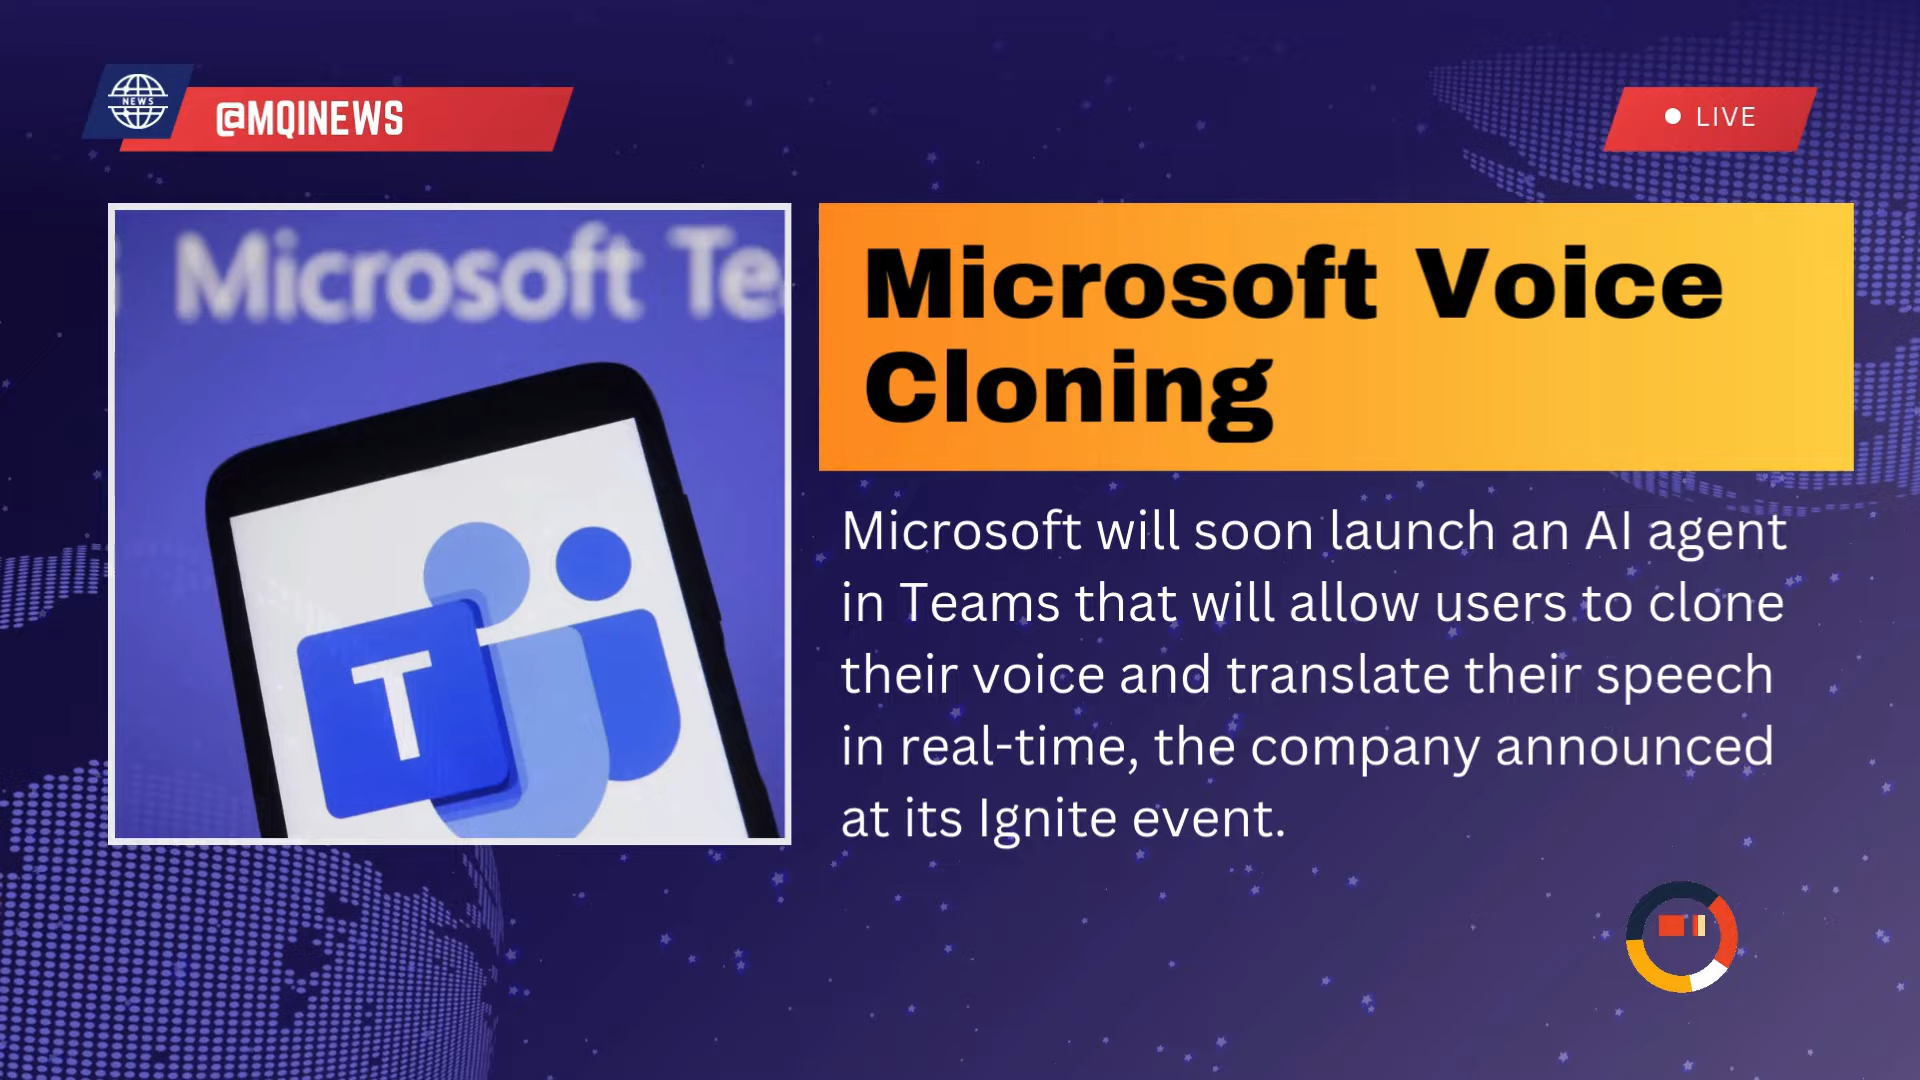 NEWS
@MQINEWS
LIVE
Microsoft Te
T
Microsoft Voice
Cloning
Microsoft will soon launch an AI agent
in Teams that will allow users to clone
their voice and translate their speech
in real-time, the company announced
at its Ignite event.